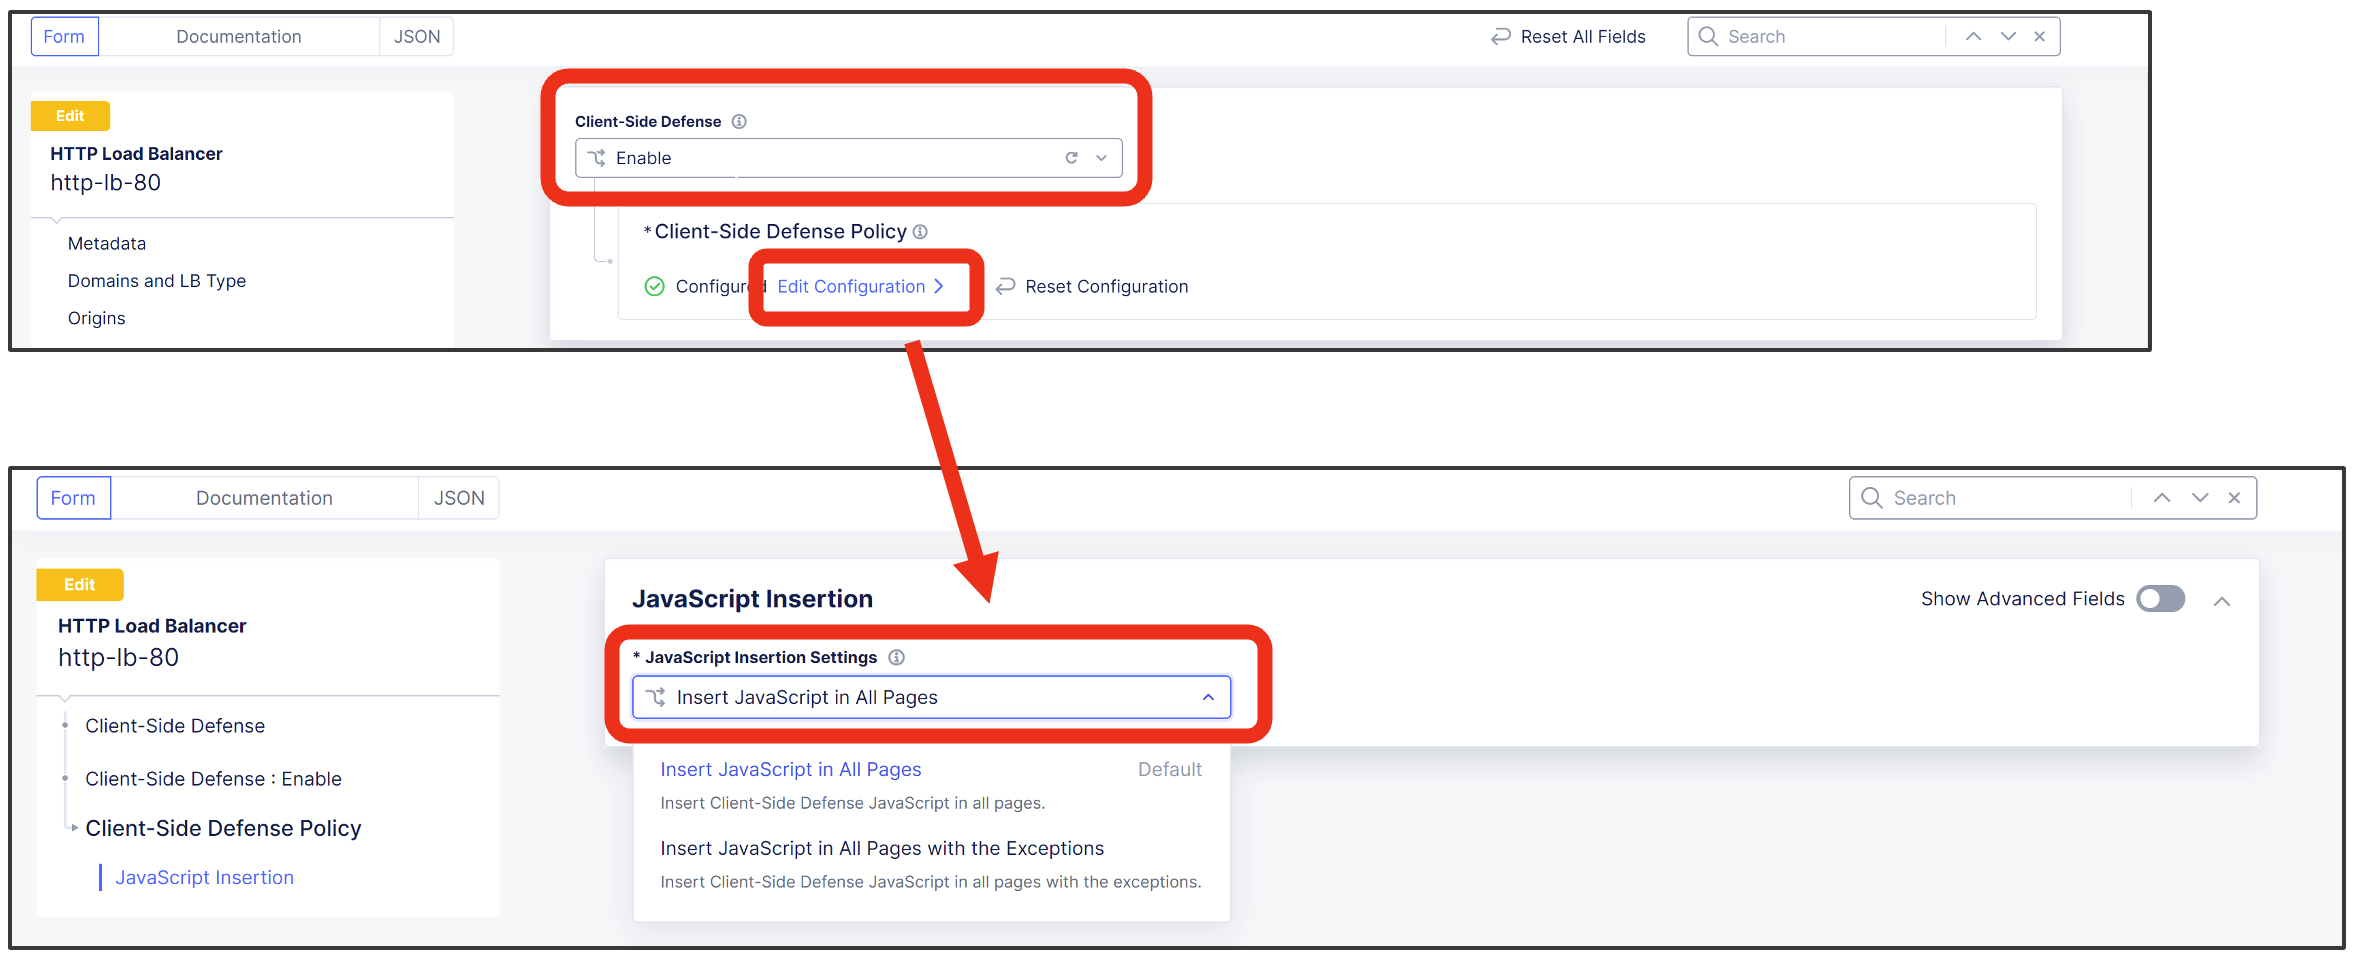 Form Documentation JSON Reset All Fields Search
Edit
HTTP Load Balancer
http-lb-80
Metadata
Domains and LB Type
Origins
Client-Side Defense
Enable
*Client-Side Defense Policy
Configured Edit Configuration Reset Configuration
Form Documentation JSON Search
Edit
HTTP Load Balancer
http-lb-80
Client-Side Defense
Client-Side Defense : Enable
Client-Side Defense Policy
JavaScript Insertion
JavaScript Insertion Show Advanced Fields
* JavaScript Insertion Settings
Insert JavaScript in All Pages
Insert JavaScript in All Pages Default
Insert Client-Side Defense JavaScript in all pages.
Insert JavaScript in All Pages with the Exceptions
Insert Client-Side Defense JavaScript in all pages with the exceptions.